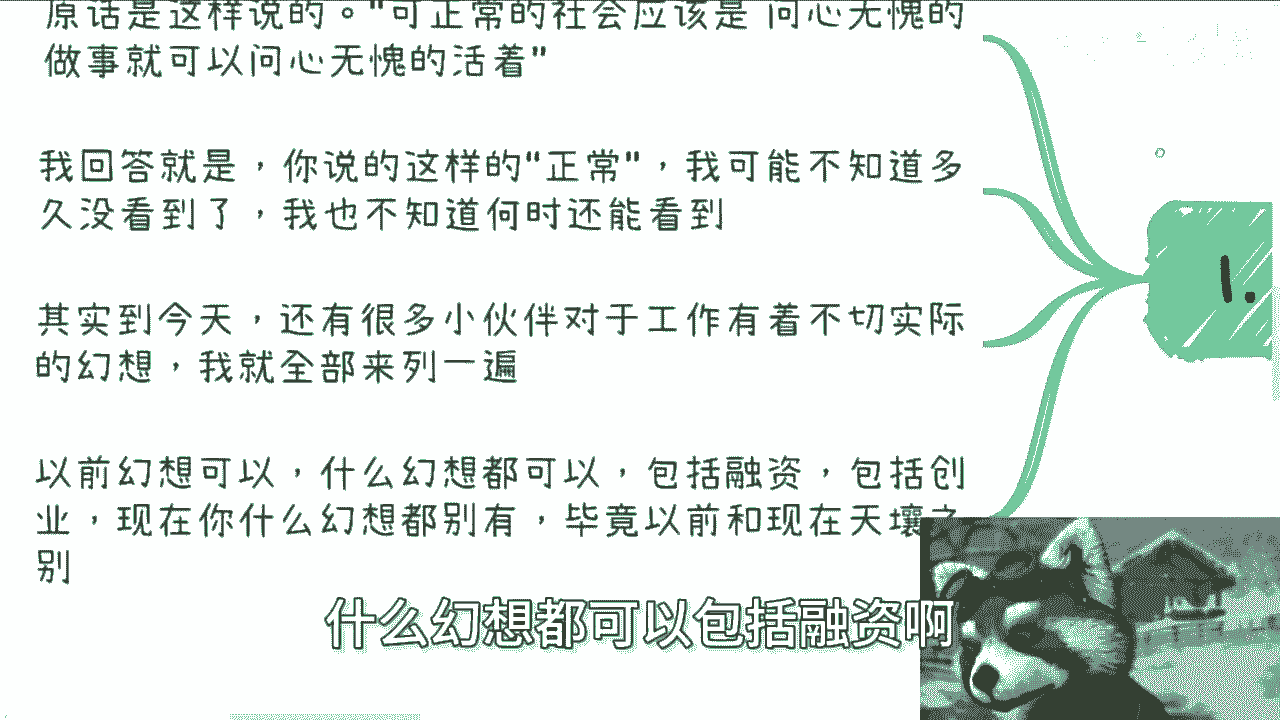 原话是这样说的。"可正常的社会应该是 问心无愧的
做事就可以问心无愧的活着"
我回答就是，你说的这样的"正常"，我可能不知道多
久没看到了，我也不知道何时还能看到
其实到今天，还有很多小伙伴对于工作有着不切实际
的幻想，我就全部来列一遍
以前幻想可以，什么幻想都可以，包括融资，包括创
业，现在你什么幻想都别有，毕竟以前和现在天壤之
别
1.
什么幻想都可以包括融资啊